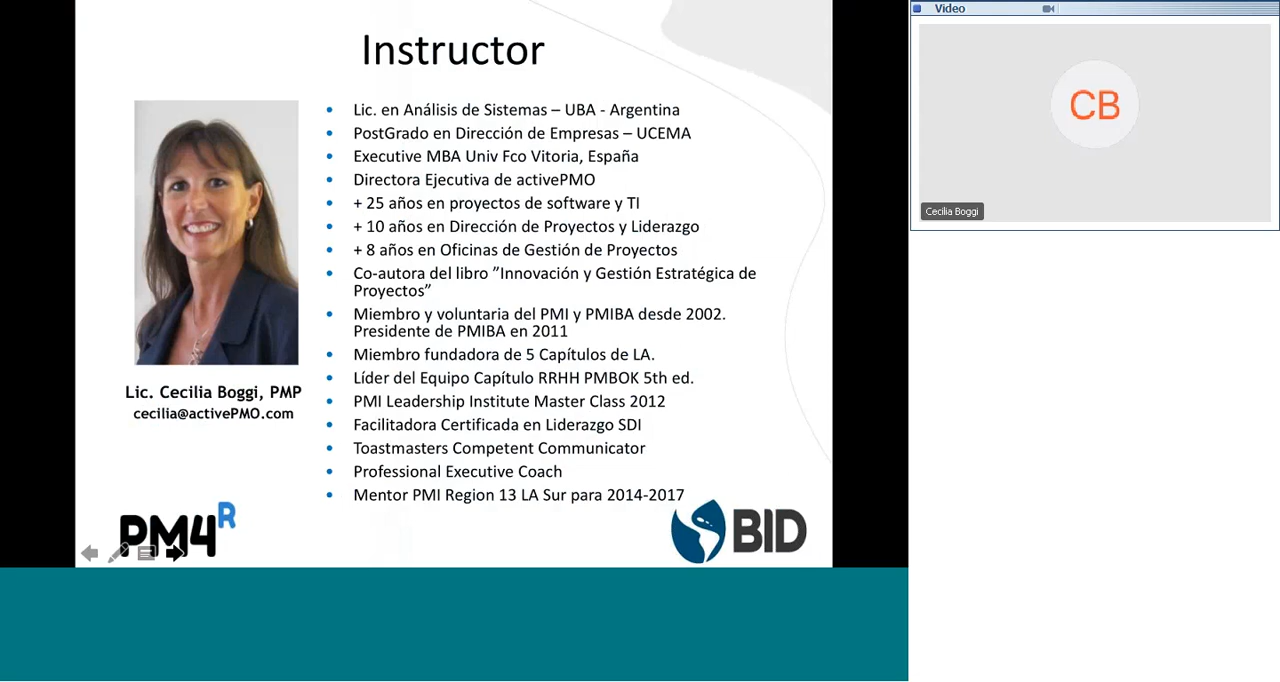 Instructor
Lic. en Análisis de Sistemas – UBA - Argentina
PostGrado en Dirección de Empresas – UCEMA
Executive MBA Univ Fco Vitoria, España
Directora Ejecutiva de activePMO
+ 25 años en proyectos de software y TI
+ 10 años en Dirección de Proyectos y Liderazgo
+ 8 años en Oficinas de Gestión de Proyectos
Co-autora del libro ”Innovación y Gestión Estratégica de
Proyectos”
Miembro y voluntaria del PMI y PMIBA desde 2002.
Presidente de PMIBA en 2011
Miembro fundadora de 5 Capítulos de LA.
Líder del Equipo Capítulo RRHH PMBOK 5th ed.
PMI Leadership Institute Master Class 2012
Facilitadora Certificada en Liderazgo SDI
Toastmasters Competent Communicator
Professional Executive Coach
Mentor PMI Region 13 LA Sur para 2014-2017
Lic. Cecilia Boggi, PMP
cecilia@activePMO.com
PM4R
BID
Video
CB
Cecilia Boggi